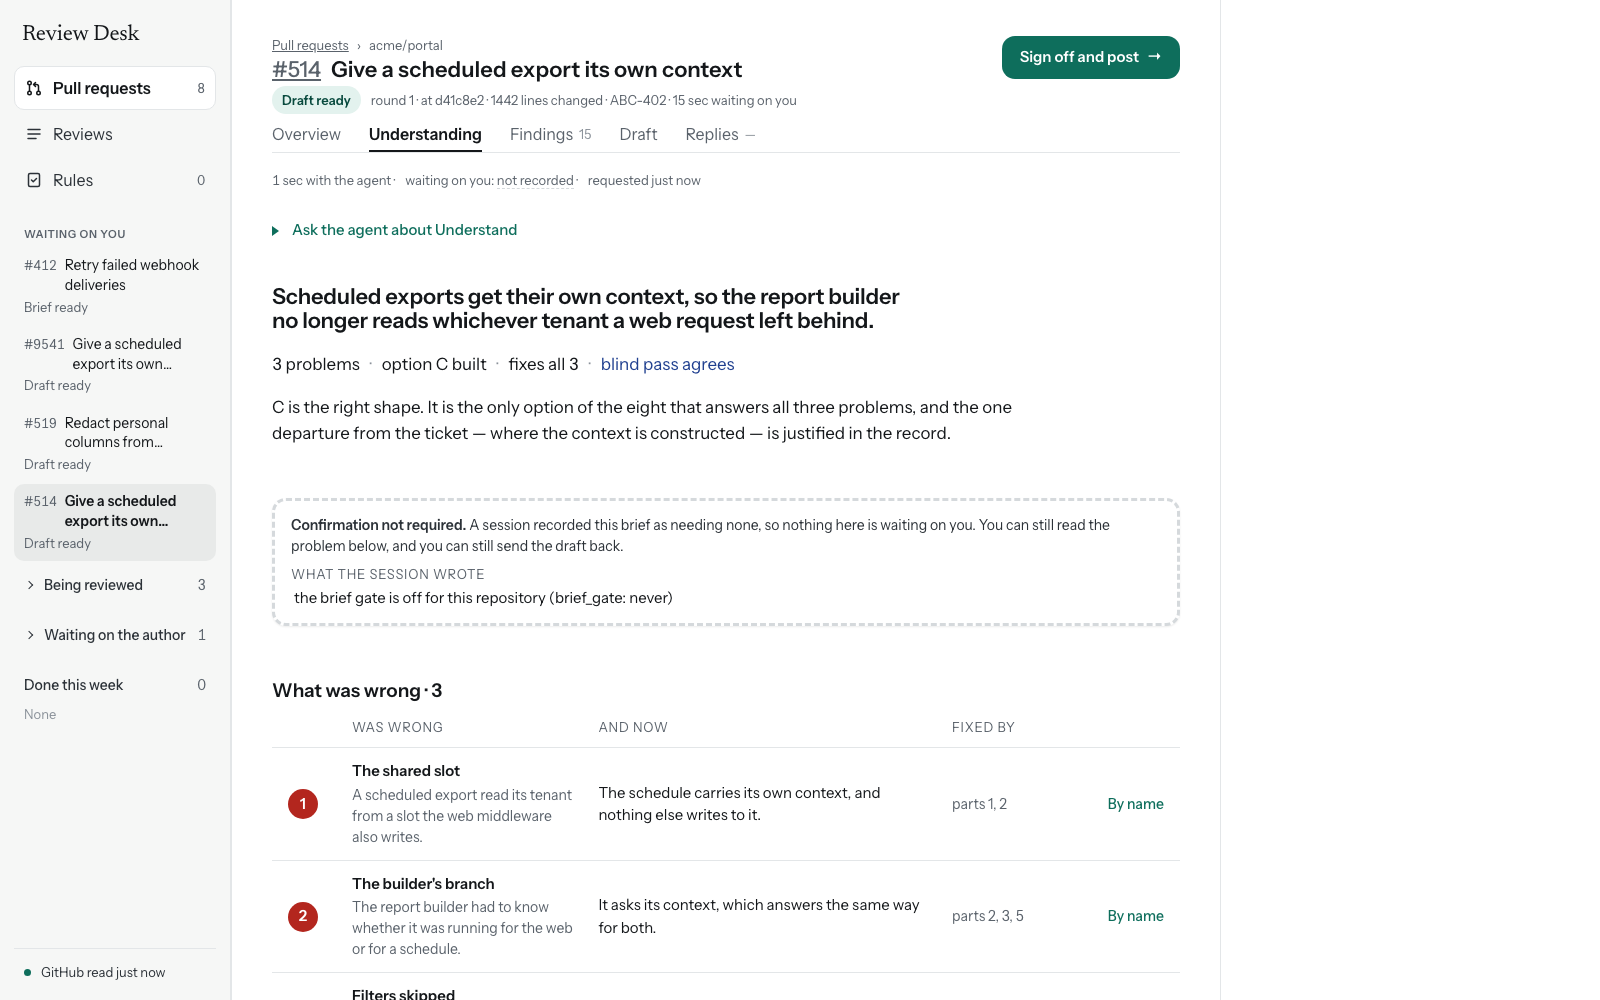 Review Desk
Pull requests 8
Reviews
Rules 0
WAITING ON YOU
#412 Retry failed webhook
deliveries
Brief ready
#9541 Give a scheduled
export its own...
Draft ready
#519 Redact personal
columns from...
Draft ready
#514 Give a scheduled
export its own...
Draft ready
Being reviewed 3
Waiting on the author 1
Done this week 0
None
GitHub read just now
Pull requests › acme/portal
#514 Give a scheduled export its own context
Sign off and post →
Draft ready round 1 · at d41c8e2 · 1442 lines changed · ABC-402 · 15 sec waiting on you
Overview Understanding Findings 15 Draft Replies —
1 sec with the agent · waiting on you: not recorded · requested just now
Ask the agent about Understand
Scheduled exports get their own context, so the report builder
no longer reads whichever tenant a web request left behind.
3 problems · option C built · fixes all 3 · blind pass agrees
C is the right shape. It is the only option of the eight that answers all three problems, and the one
departure from the ticket — where the context is constructed — is justified in the record.
Confirmation not required. A session recorded this brief as needing none, so nothing here is waiting on you. You can still read the
problem below, and you can still send the draft back.
WHAT THE SESSION WROTE
the brief gate is off for this repository (brief_gate: never)
What was wrong · 3
WAS WRONG AND NOW FIXED BY
1
The shared slot
A scheduled export read its tenant
from a slot the web middleware
also writes.
The schedule carries its own context, and
nothing else writes to it.
parts 1, 2
By name
2
The builder's branch
The report builder had to know
whether it was running for the web
or for a schedule.
It asks its context, which answers the same way
for both.
parts 2, 3, 5
By name
Filters skipped